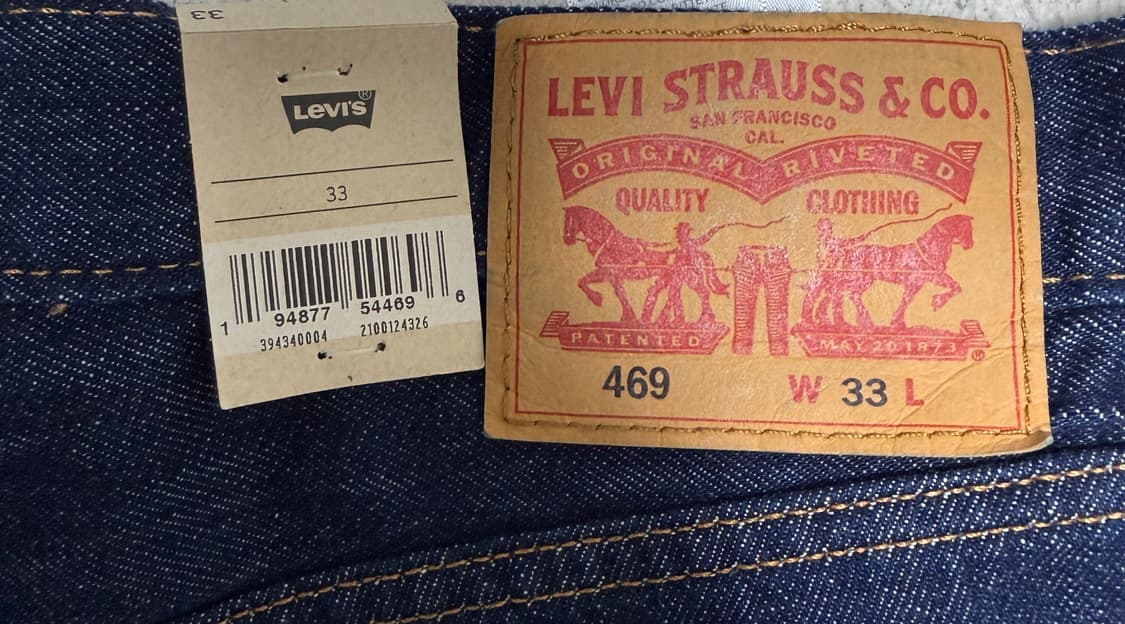 33
LEVI'S®
33
1 94877 54469 6
394340004 2100124326
LEVI STRAUSS & CO.
SAN FRANCISCO
CAL.
ORIGINAL RIVETED
QUALITY CLOTHING
PATENTED MAY 20 1873 ®
469 W 33 L